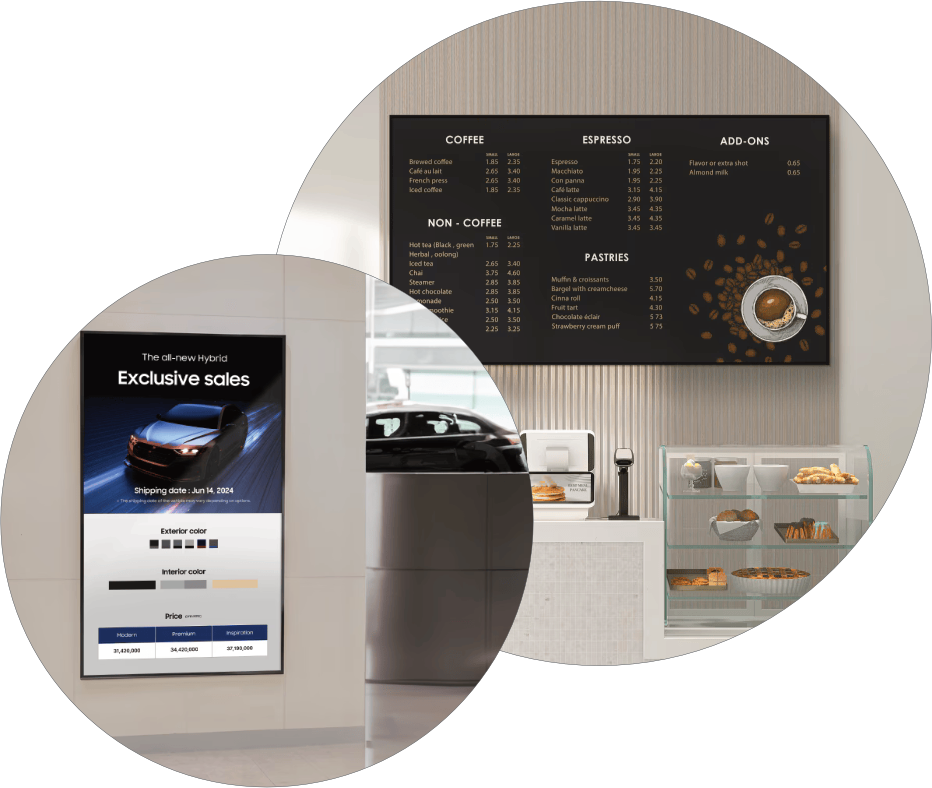 COFFEE
SMALL LARGE
Brewed coffee 1.85 2.35
Café au lait 2.65 3.40
French press 2.65 3.40
Iced coffee 1.85 2.35
NON - COFFEE
SMALL LARGE
Hot tea (Black , green 1.75 2.25
Herbal , oolong)
Iced tea 2.65 3.40
Chai 3.75 4.60
Steamer 2.85 3.85
Hot chocolate 2.85 3.85
monade 2.50 3.50
moothie 3.15 4.15
2.50 3.50
2.25 3.25
ESPRESSO
SMALL LARGE
Espresso 1.75 2.20
Macchiato 1.95 2.25
Con panna 1.95 2.25
Café latte 3.15 4.15
Classic cappuccino 2.90 3.90
Mocha latte 3.45 4.35
Caramel latte 3.45 4.35
Vanilla latte 3.45 3.45
PASTRIES
Muffin & croissants 3.50
Bargel with creamcheese 5.70
Cinna roll 4.15
Fruit tart 4.30
Chocolate éclair 5 73
Strawberry cream puff 5 75
ADD-ONS
Flavor or extra shot 0.65
Almond milk 0.65
The all-new Hybrid
Exclusive sales
Shipping date : Jun 14, 2024
Exterior color
Interior color
Price
Modern Premium Inspiration
31,420,000 34,420,000 37,180,000